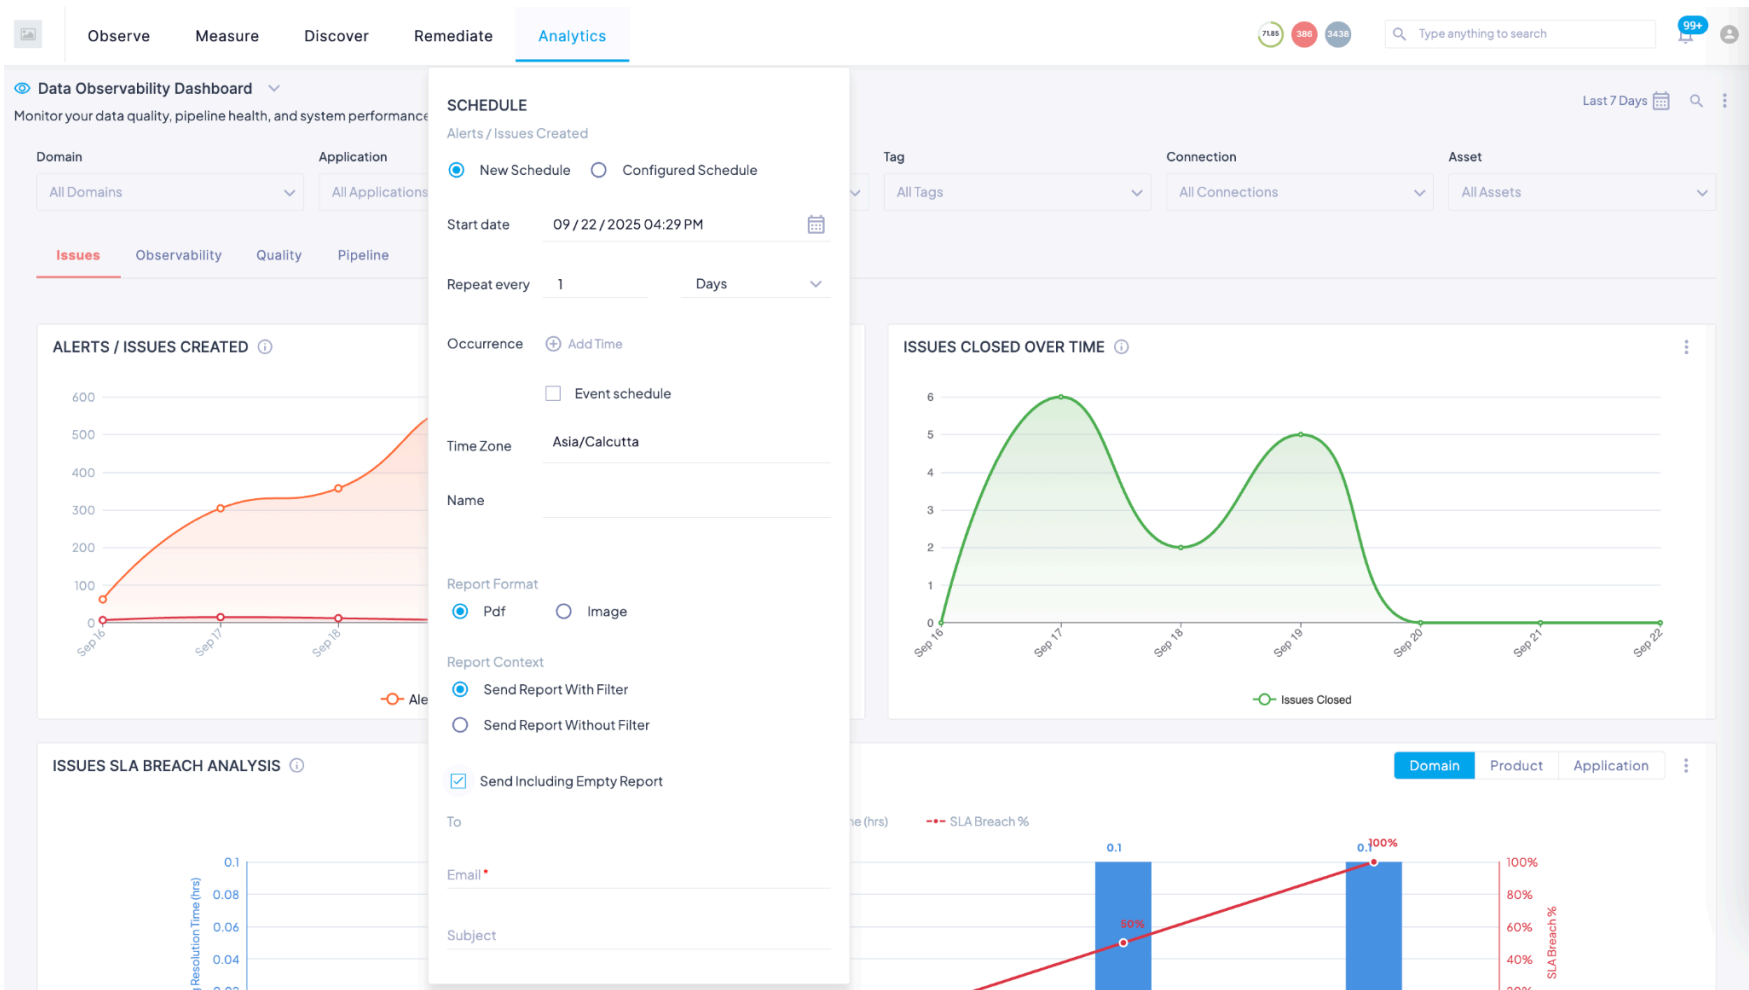 Observe Measure Discover Remediate Analytics
71.85 386 3438 Type anything to search 99+
Data Observability Dashboard
Monitor your data quality, pipeline health, and system performance
Last 7 Days
Domain Application Tag Connection Asset
All Domains All Applications All Tags All Connections All Assets
Issues Observability Quality Pipeline
SCHEDULE
Alerts / Issues Created
New Schedule Configured Schedule
Start date 09 / 22 / 2025 04:29 PM
Repeat every 1 Days
Occurrence Add Time
Event schedule
Time Zone Asia/Calcutta
Name
Report Format
Pdf Image
Report Context
Send Report With Filter
Send Report Without Filter
Send Including Empty Report
To
Email *
Subject
ALERTS / ISSUES CREATED
600
500
400
300
200
100
0
Sep 16 Sep 17 Sep 18
Ale
ISSUES CLOSED OVER TIME
6
5
4
3
2
1
0
Sep 16 Sep 17 Sep 18 Sep 19 Sep 20 Sep 21 Sep 22
Issues Closed
ISSUES SLA BREACH ANALYSIS
Domain Product Application
e (hrs) SLA Breach %
0.1
0.08
0.06
0.04
Resolution Time (hrs)
0.1 0.1 100%
50%
100%
80%
60%
40%
20%
SLA Breach %